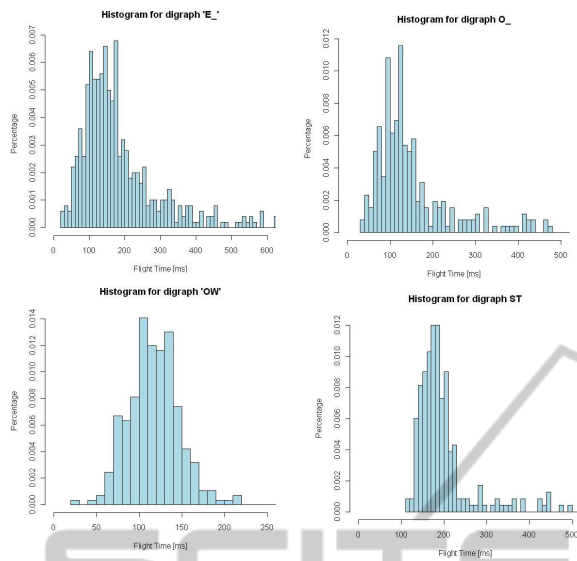 Histogram for digraph 'E_'
Percentage
0.000 0.001 0.002 0.003 0.004 0.005 0.006 0.007
0 100 200 300 400 500 600
Flight Time [ms]
Histogram for digraph O_
Percentage
0.000 0.002 0.004 0.006 0.008 0.010 0.012
0 100 200 300 400 500
Flight Time [ms]
Histogram for digraph 'OW'
Percentage
0.000 0.002 0.004 0.006 0.008 0.010 0.012 0.014
0 50 100 150 200 250
Flight Time [ms]
Histogram for digraph ST
Percentage
0.000 0.002 0.004 0.006 0.008 0.010 0.012
0 100 200 300 400 500
Flight Time [ms]